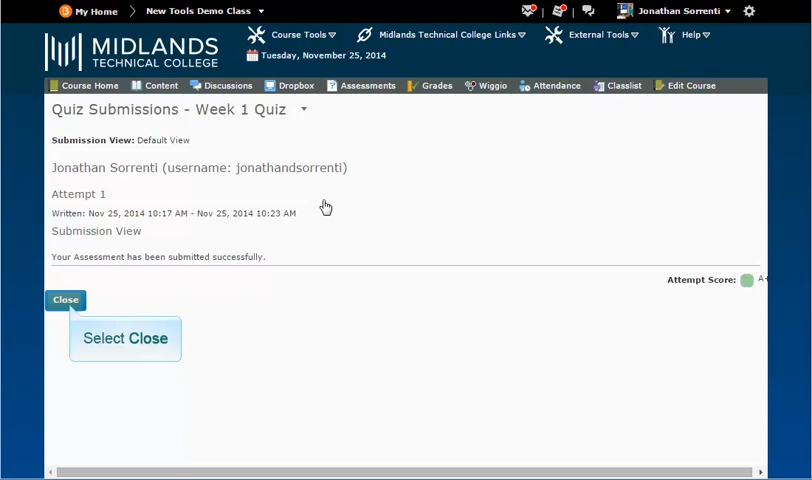 My Home
New Tools Demo Class
Jonathan Sorrenti
MIDLANDS
TECHNICAL COLLEGE
Course Tools
Midlands Technical College Links
External Tools
Help
Tuesday, November 25, 2014
Course Home
Content
Discussions
Dropbox
Assessments
Grades
Wiggio
Attendance
Classlist
Edit Course
Quiz Submissions - Week 1 Quiz
Submission View: Default View
Jonathan Sorrenti (username: jonathandsorrenti)
Attempt 1
Written: Nov 25, 2014 10:17 AM - Nov 25, 2014 10:23 AM
Submission View
Your Assessment has been submitted successfully.
Attempt Score: A+
Close
Select Close